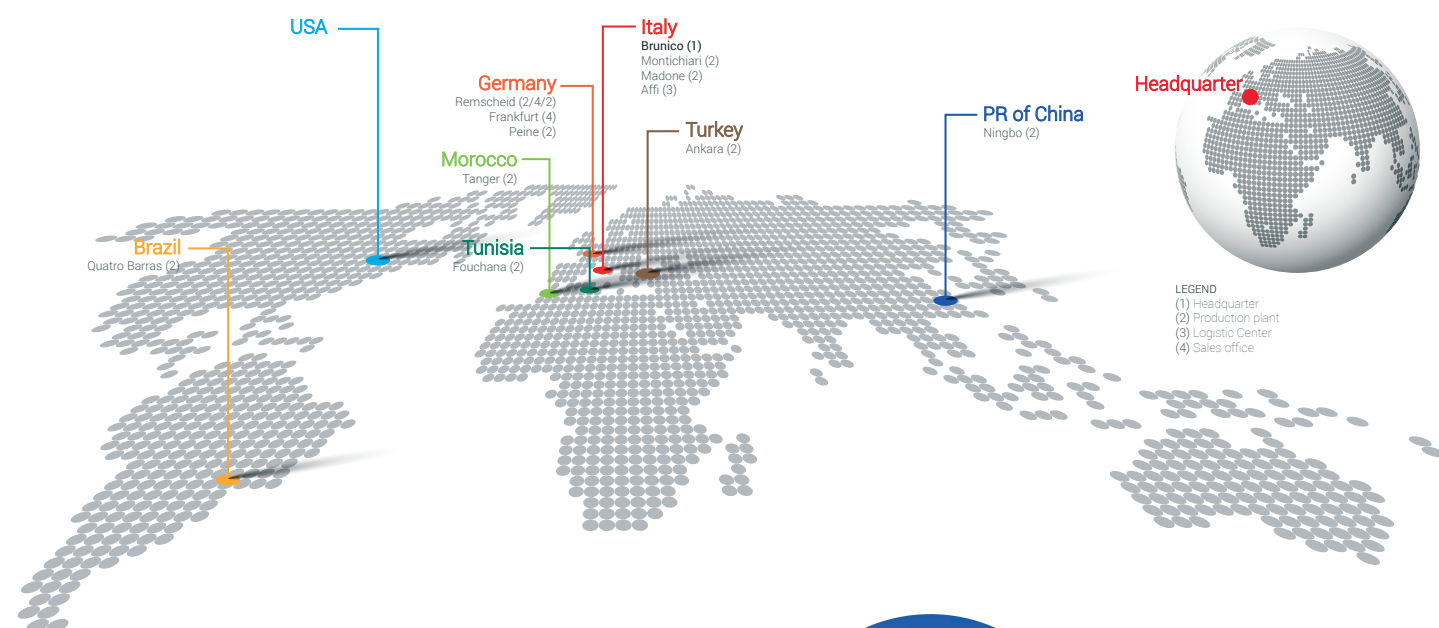 USA
Italy
Brunico (1)
Montichiari (2)
Madone (2)
Affi (3)
Germany
Remscheid (2/4/2)
Frankfurt (4)
Peine (2)
Headquarter
PR of China
Ningbo (2)
Turkey
Ankara (2)
Morocco
Tanger (2)
Brazil
Quatro Barras (2)
Tunisia
Fouchana (2)
LEGEND
(1) Headquarter
(2) Production plant
(3) Logistic Center
(4) Sales office